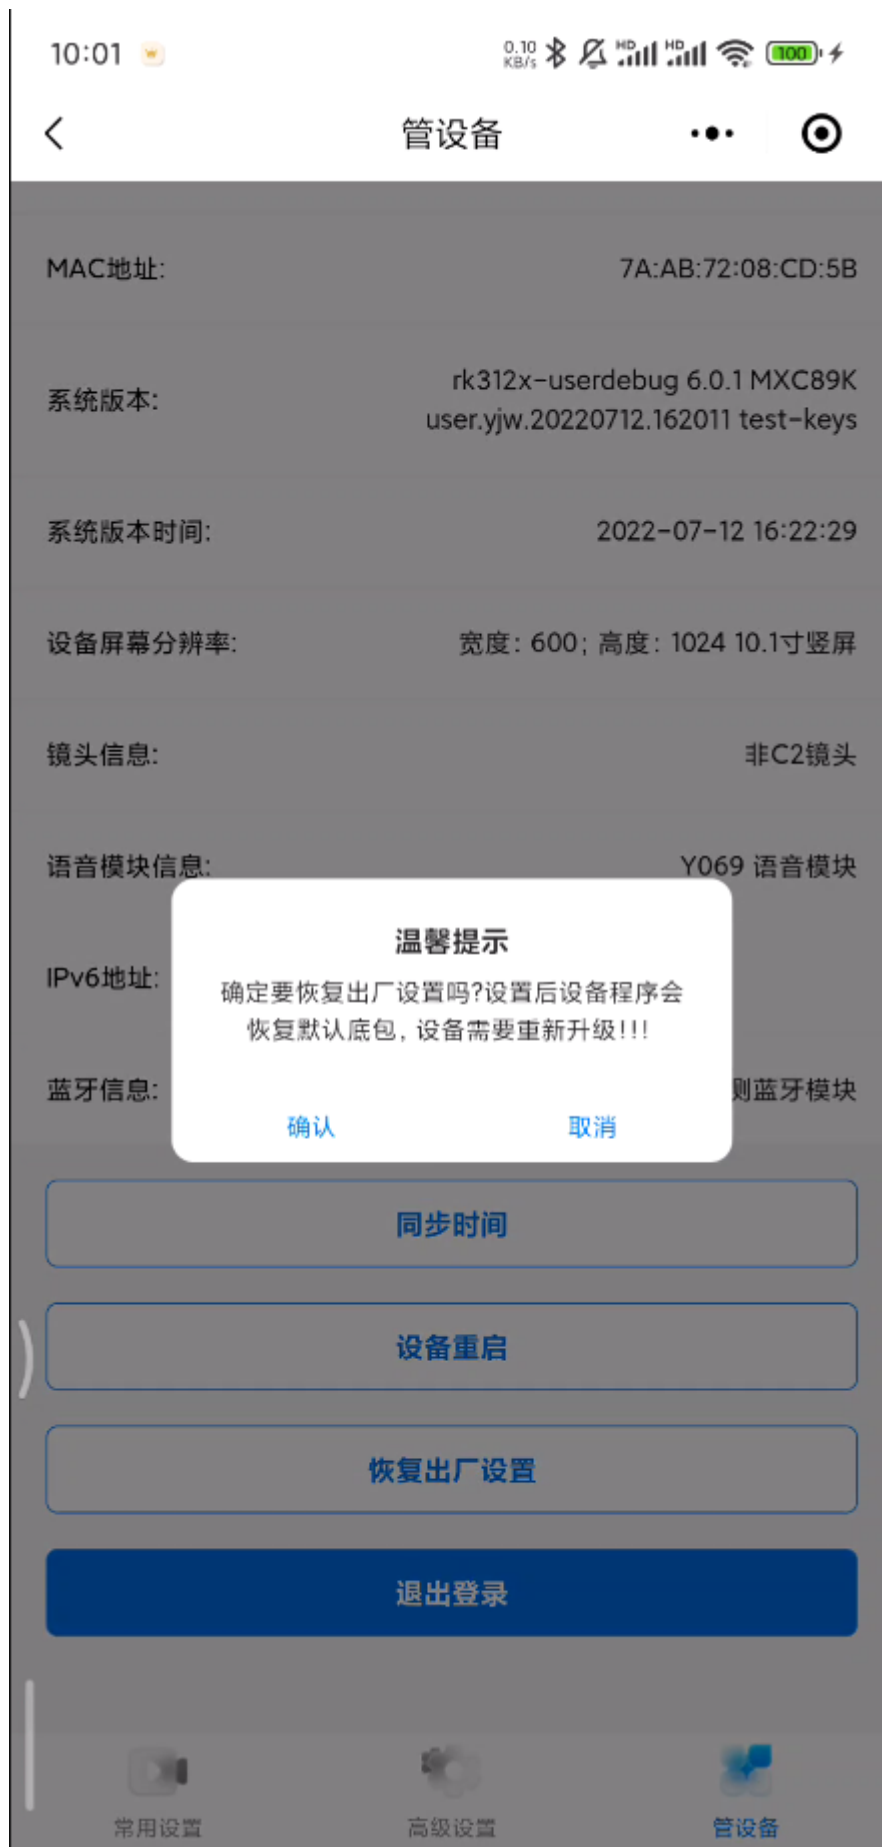 10:01
0.10
KB/s
HD
HD
100
管设备
MAC地址:
7A:AB:72:08:CD:5B
系统版本:
rk312x-userdebug 6.0.1 MXC89K
user.yjw.20220712.162011 test-keys
系统版本时间:
2022-07-12 16:22:29
设备屏幕分辨率:
宽度: 600; 高度: 1024 10.1寸竖屏
镜头信息:
非C2镜头
语音模块信息:
Y069 语音模块
IPv6地址:
蓝牙信息:
测蓝牙模块
温馨提示
确定要恢复出厂设置吗?设置后设备程序会
恢复默认底包, 设备需要重新升级!!!
确认
取消
同步时间
设备重启
恢复出厂设置
退出登录
常用设置
高级设置
管设备